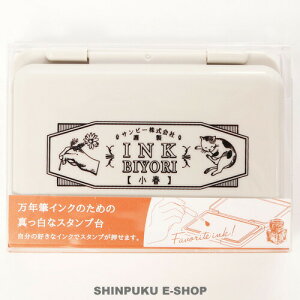 サンビー株式会社
謹製
INK
BIYORI
【小春】
万年筆インクのための
真っ白なスタンプ台
自分の好きなインクでスタンプが押せます。
Favorite ink!
SHINPUKU E-SHOP